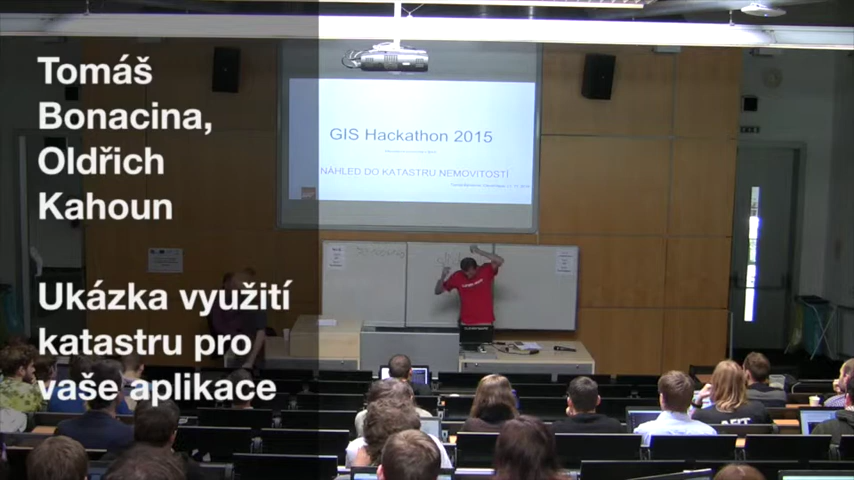 Tomáš
Bonacina,
Oldřich
Kahoun
Ukázka využití
katastru pro
vaše aplikace
GIS Hackathon 2015
NÁHLED DO KATASTRU NEMOVITOSTÍ